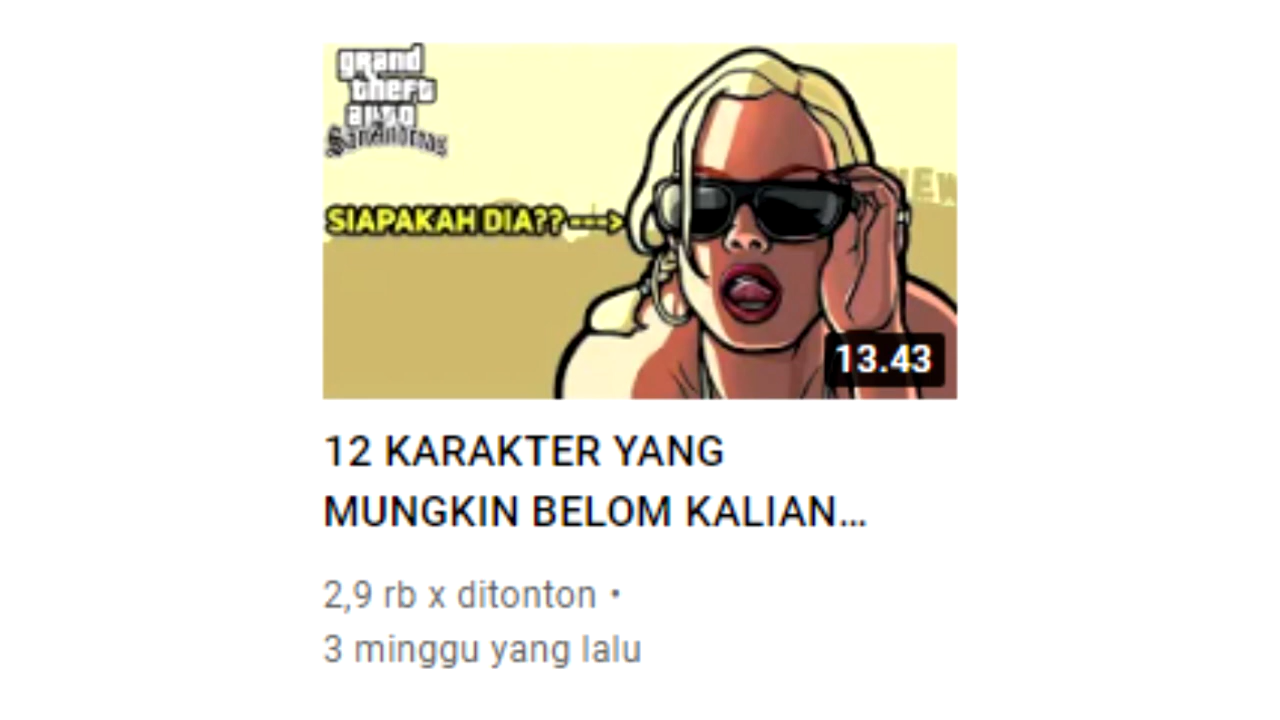 grand
theft
auto
San Andreas
NEW
SIAPAKAH DIA?? --->
13.43
12 KARAKTER YANG
MUNGKIN BELOM KALIAN...
2,9 rb x ditonton •
3 minggu yang lalu